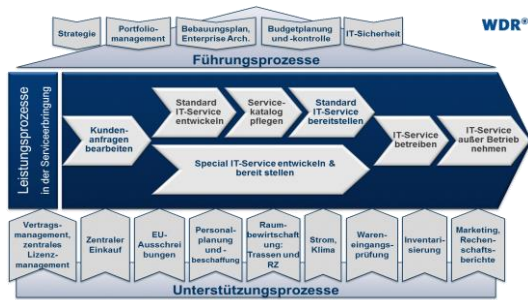 WDR®
Strategie
Portfolio-
management
Bebauungsplan,
Enterprise Arch.
Budgetplanung
und -kontrolle
IT-Sicherheit
Führungsprozesse
Leistungsprozesse
in der Serviceerbringung
Kunden-
anfragen
bearbeiten
Standard
IT-Service
entwickeln
Service-
katalog
pflegen
Standard
IT-Service
bereitstellen
Special IT-Service entwickeln &
bereit stellen
IT-Service
betreiben
IT-Service
außer Betrieb
nehmen
Vertrags-
management,
zentrales
Lizenz-
management
Zentraler
Einkauf
EU-
Ausschrei
bungen
Personal-
planung und -
beschaffung
Raum-
bewirtschaft
ung:
Trassen und
RZ
Strom,
Klima
Waren-
eingangs-
prüfung
Inventari-
sierung
Marketing,
Rechen-
schafts-
berichte
Unterstützungsprozesse